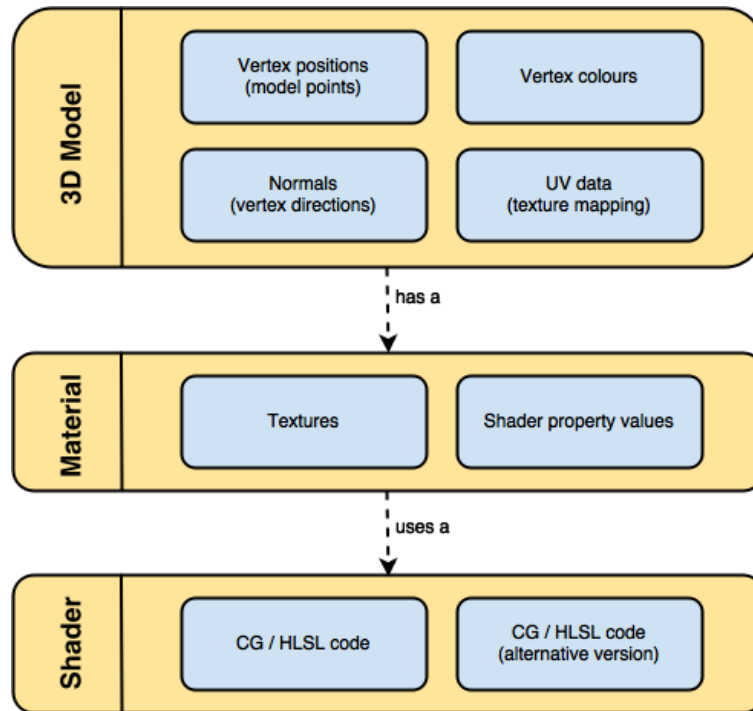 3D Model
Vertex positions
(model points)
Vertex colours
Normals
(vertex directions)
UV data
(texture mapping)
has a
Material
Textures
Shader property values
uses a
Shader
CG / HLSL code
CG / HLSL code
(alternative version)